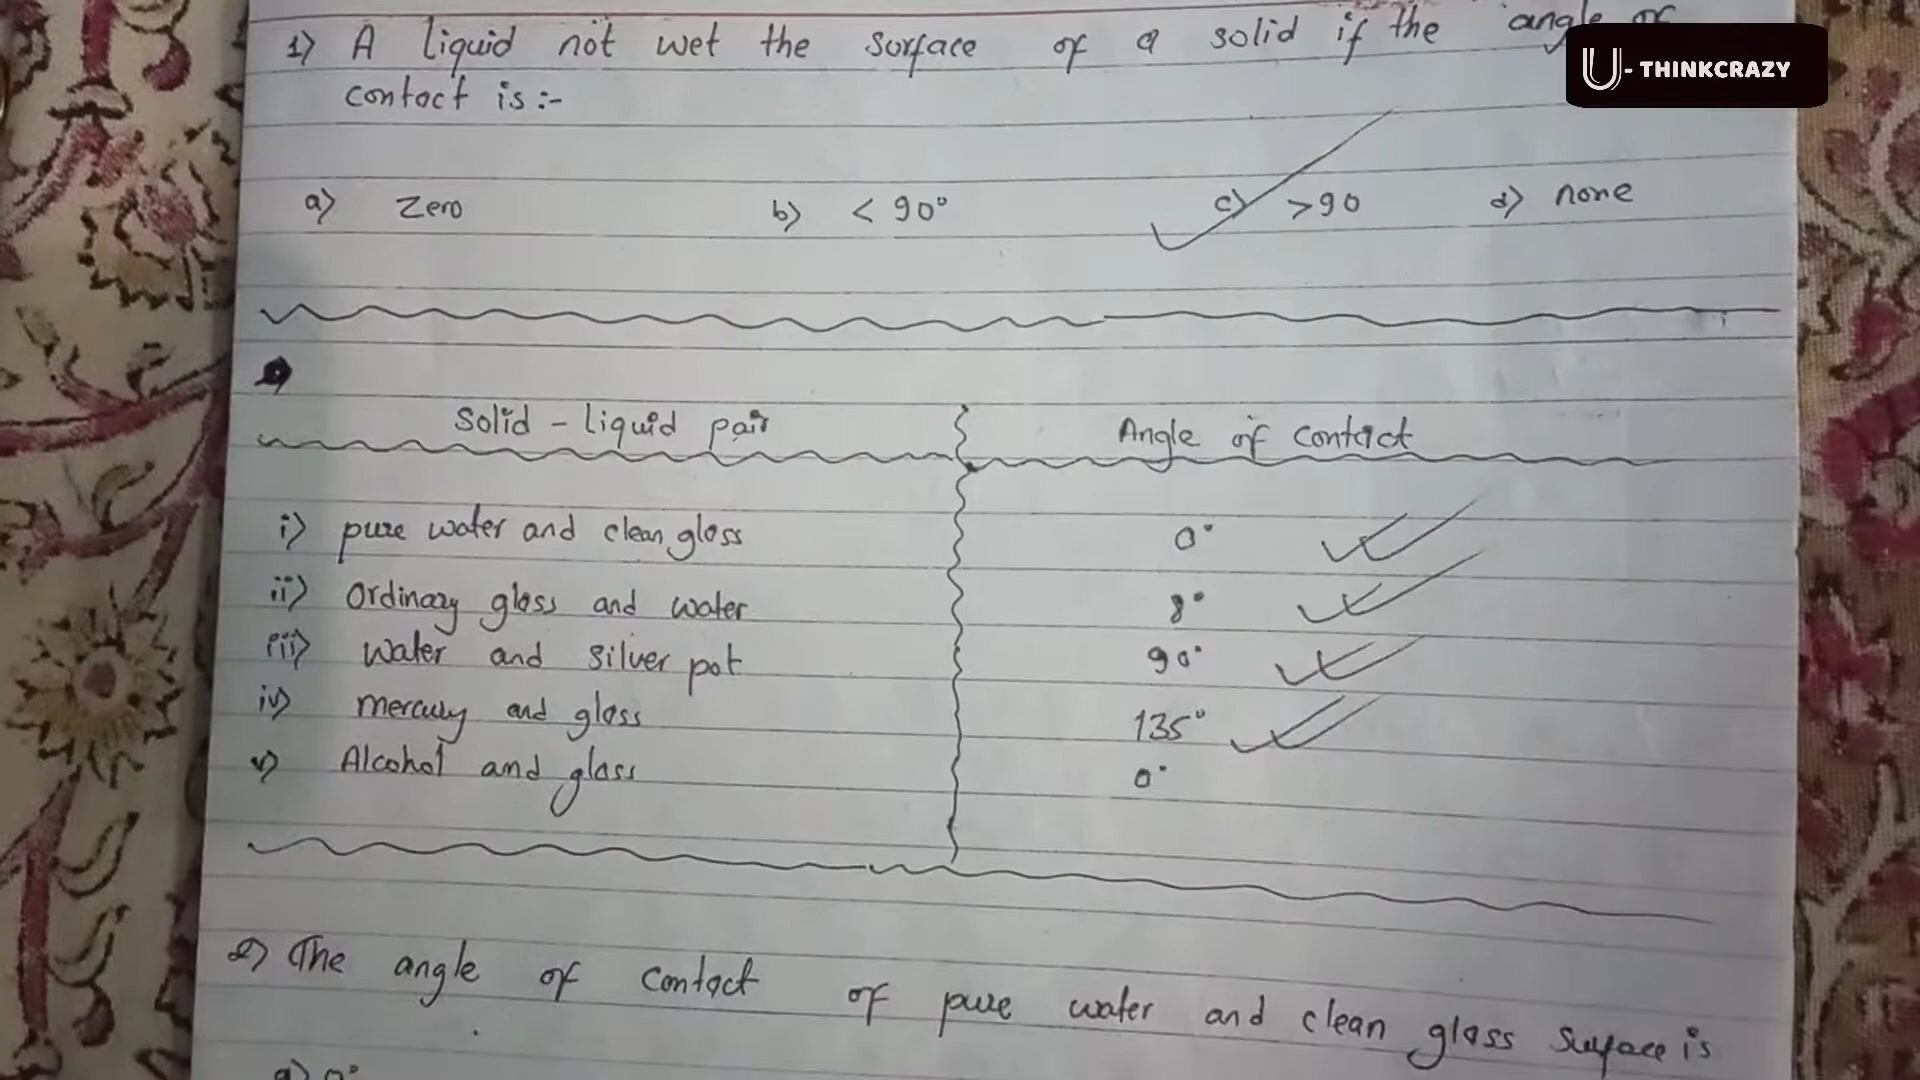 1) A liquid not wet the surface of a solid if the angle of
U - THINKCRAZY
contact is :-
a) Zero b) < 90° c) >90 d) none
Solid - liquid pair Angle of contact
i) pure water and clean glass 0°
ii) Ordinary glass and water 8°
iii) Water and silver pot 90°
iv) mercury and glass 135°
v) Alcohol and glass 0°
2) The angle of contact of pure water and clean glass surface is
a) 0°